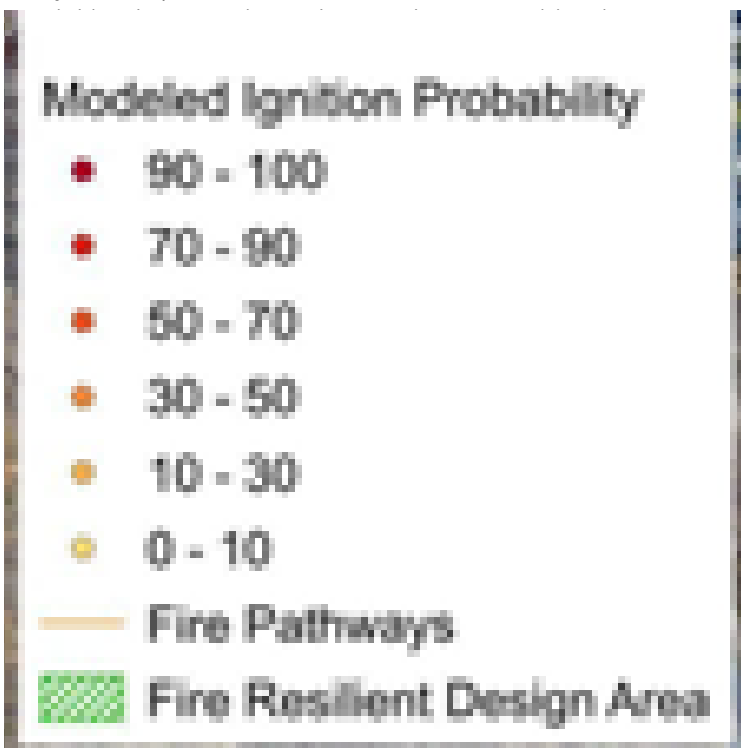 Modeled Ignition Probability
90 - 100
70 - 90
50 - 70
30 - 50
10 - 30
0 - 10
Fire Pathways
Fire Resilient Design Area